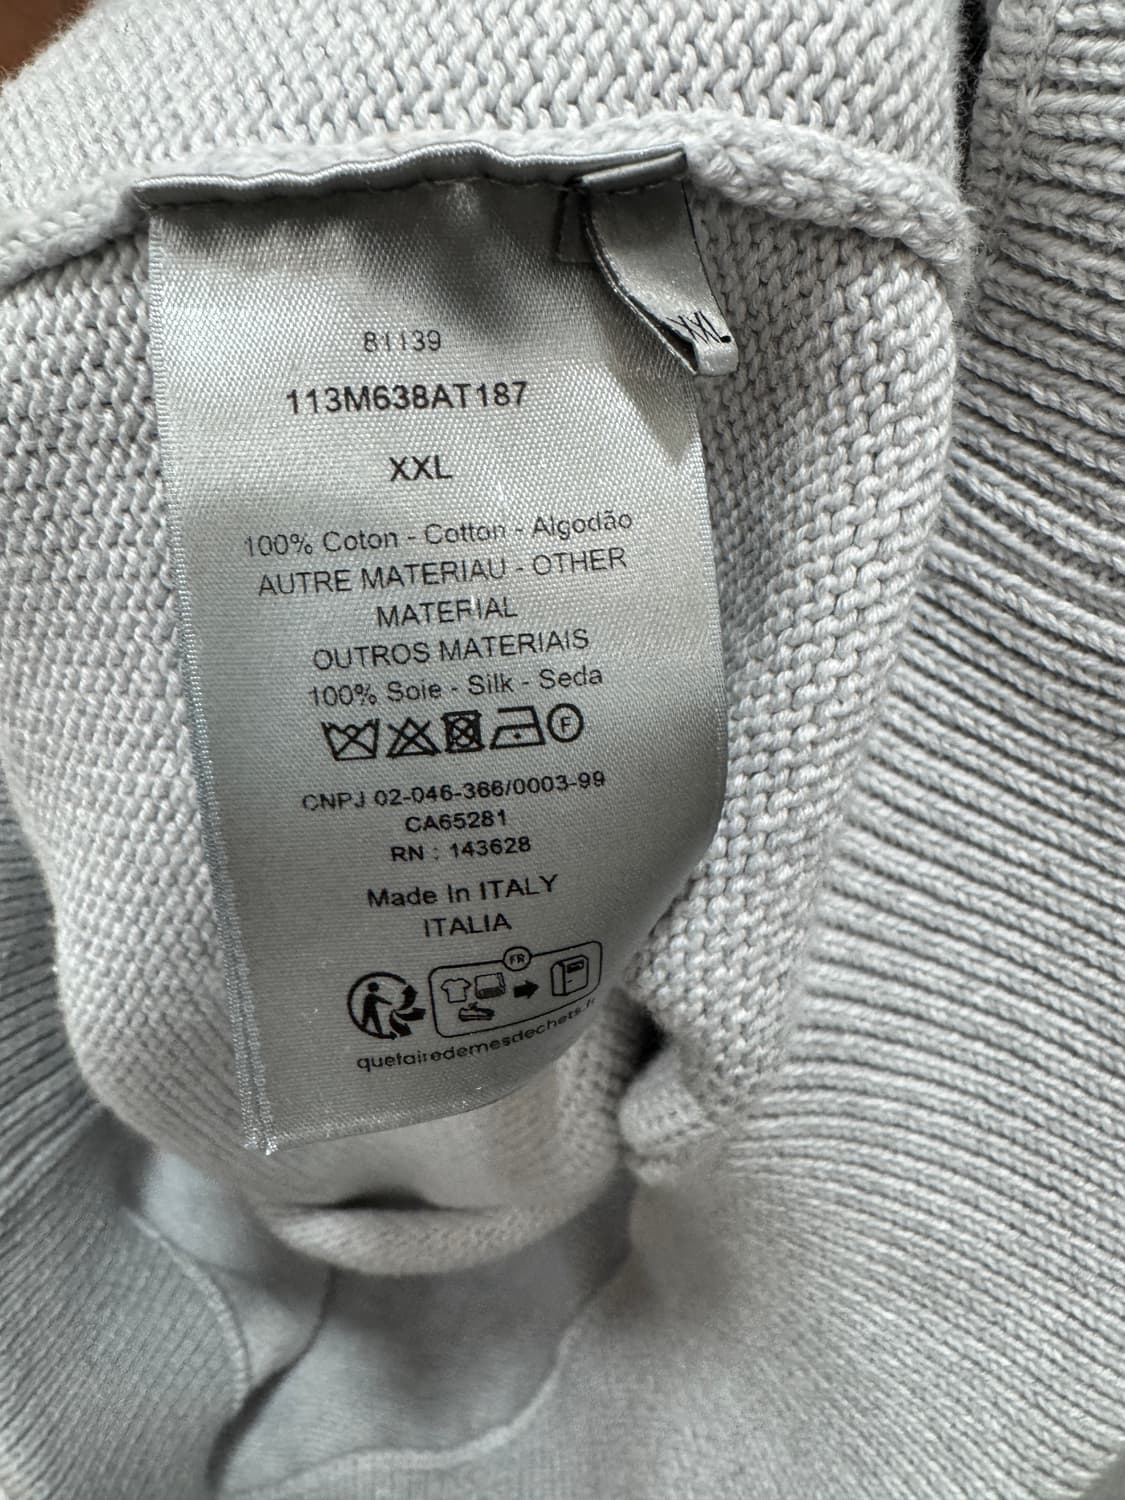 XXL
81139
113M638AT187
XXL
100% Coton - Cotton - Algodão
AUTRE MATERIAU - OTHER
MATERIAL
OUTROS MATERIAIS
100% Soie - Silk - Seda
F
CNPJ 02-046-366/0003-99
CA65281
RN : 143628
Made In ITALY
ITALIA
FR
quefairedemesdechets.fr